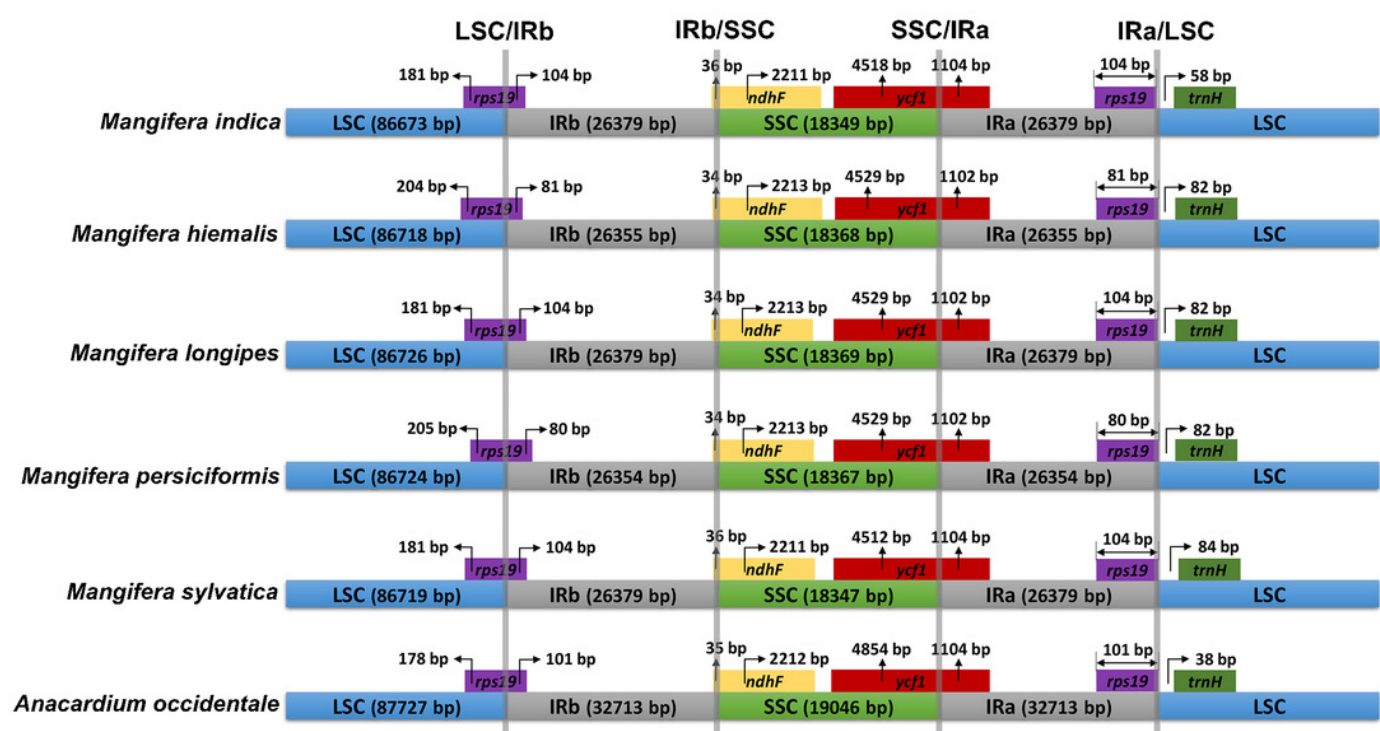 LSC/IRb IRb/SSC SSC/IRa IRa/LSC
181 bp 104 bp 36 bp 2211 bp 4518 bp 1104 bp 104 bp 58 bp
rps19 ndhF ycf1 rps19 trnH
Mangifera indica LSC (86673 bp) IRb (26379 bp) SSC (18349 bp) IRa (26379 bp) LSC
204 bp 81 bp 34 bp 2213 bp 4529 bp 1102 bp 81 bp 82 bp
rps19 ndhF ycf1 rps19 trnH
Mangifera hiemalis LSC (86718 bp) IRb (26355 bp) SSC (18368 bp) IRa (26355 bp) LSC
181 bp 104 bp 34 bp 2213 bp 4529 bp 1102 bp 104 bp 82 bp
rps19 ndhF ycf1 rps19 trnH
Mangifera longipes LSC (86726 bp) IRb (26379 bp) SSC (18369 bp) IRa (26379 bp) LSC
205 bp 80 bp 34 bp 2213 bp 4529 bp 1102 bp 80 bp 82 bp
rps19 ndhF ycf1 rps19 trnH
Mangifera persiciformis LSC (86724 bp) IRb (26354 bp) SSC (18367 bp) IRa (26354 bp) LSC
181 bp 104 bp 36 bp 2211 bp 4512 bp 1104 bp 104 bp 84 bp
rps19 ndhF ycf1 rps19 trnH
Mangifera sylvatica LSC (86719 bp) IRb (26379 bp) SSC (18347 bp) IRa (26379 bp) LSC
178 bp 101 bp 35 bp 2212 bp 4854 bp 1104 bp 101 bp 38 bp
rps19 ndhF ycf1 rps19 trnH
Anacardium occidentale LSC (87727 bp) IRb (32713 bp) SSC (19046 bp) IRa (32713 bp) LSC